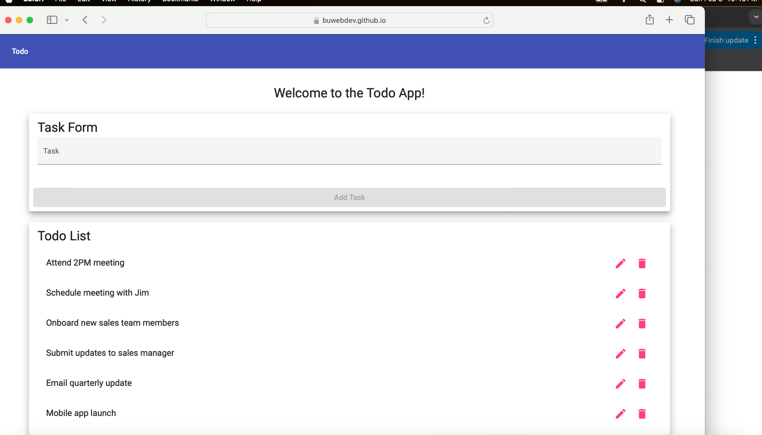 buwebdev.github.io
Finish update
Todo
Welcome to the Todo App!
Task Form
Task
Add Task
Todo List
Attend 2PM meeting
Schedule meeting with Jim
Onboard new sales team members
Submit updates to sales manager
Email quarterly update
Mobile app launch